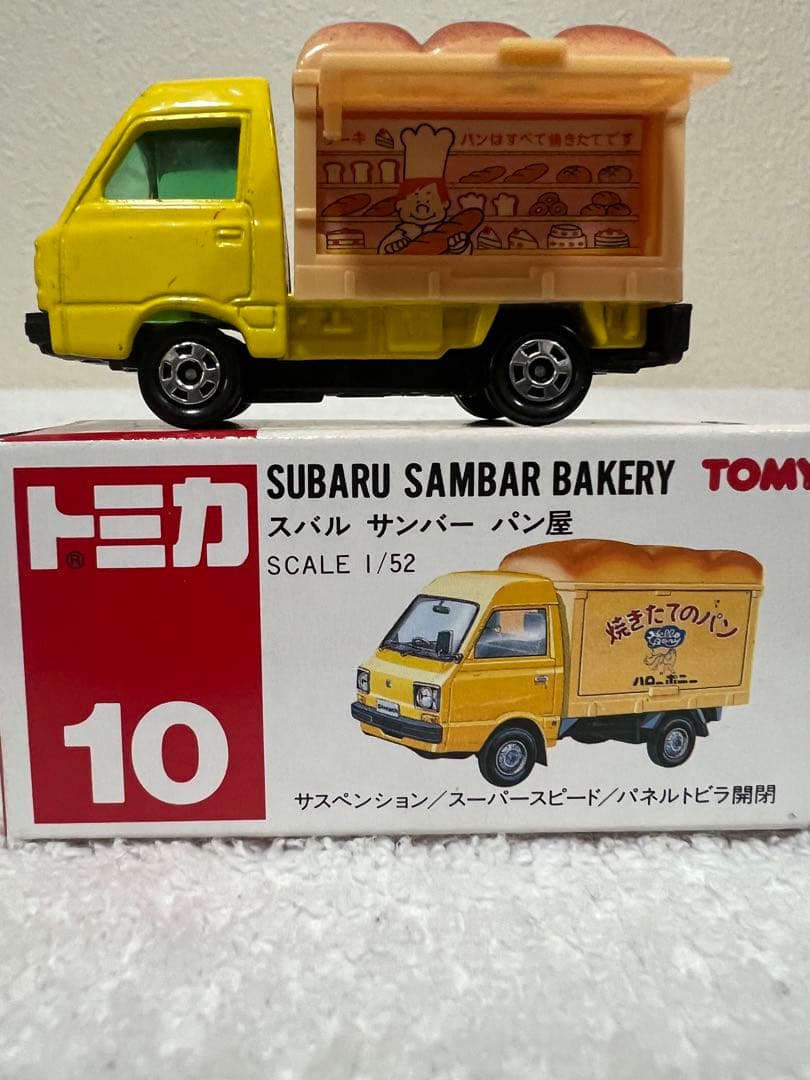 ケーキ パンはすべて焼きたてです
トミカ®
SUBARU SAMBAR BAKERY TOMY
スバル サンバー パン屋
SCALE 1/52
焼きたてのパン
ハローポニー
10
サスペンション/スーパースピード/パネルトビラ開閉